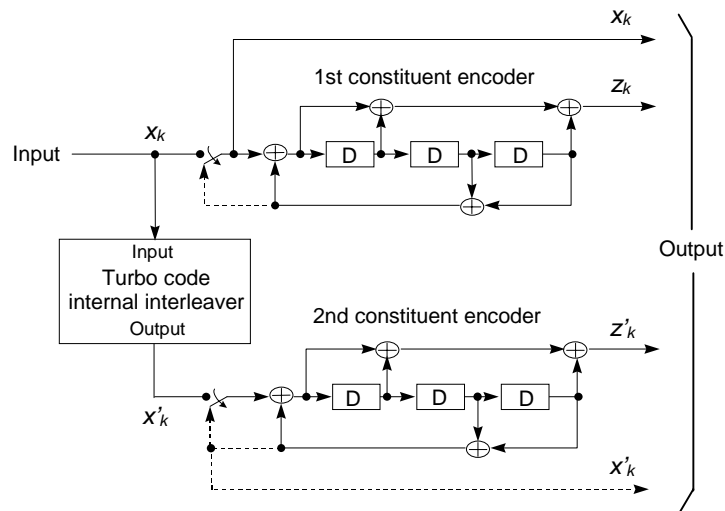 x_k
1st constituent encoder
z_k
x_k
Input
D D D
Input
Turbo code
internal interleaver
Output
Output
2nd constituent encoder
z'_k
D D D
x'_k
x'_k